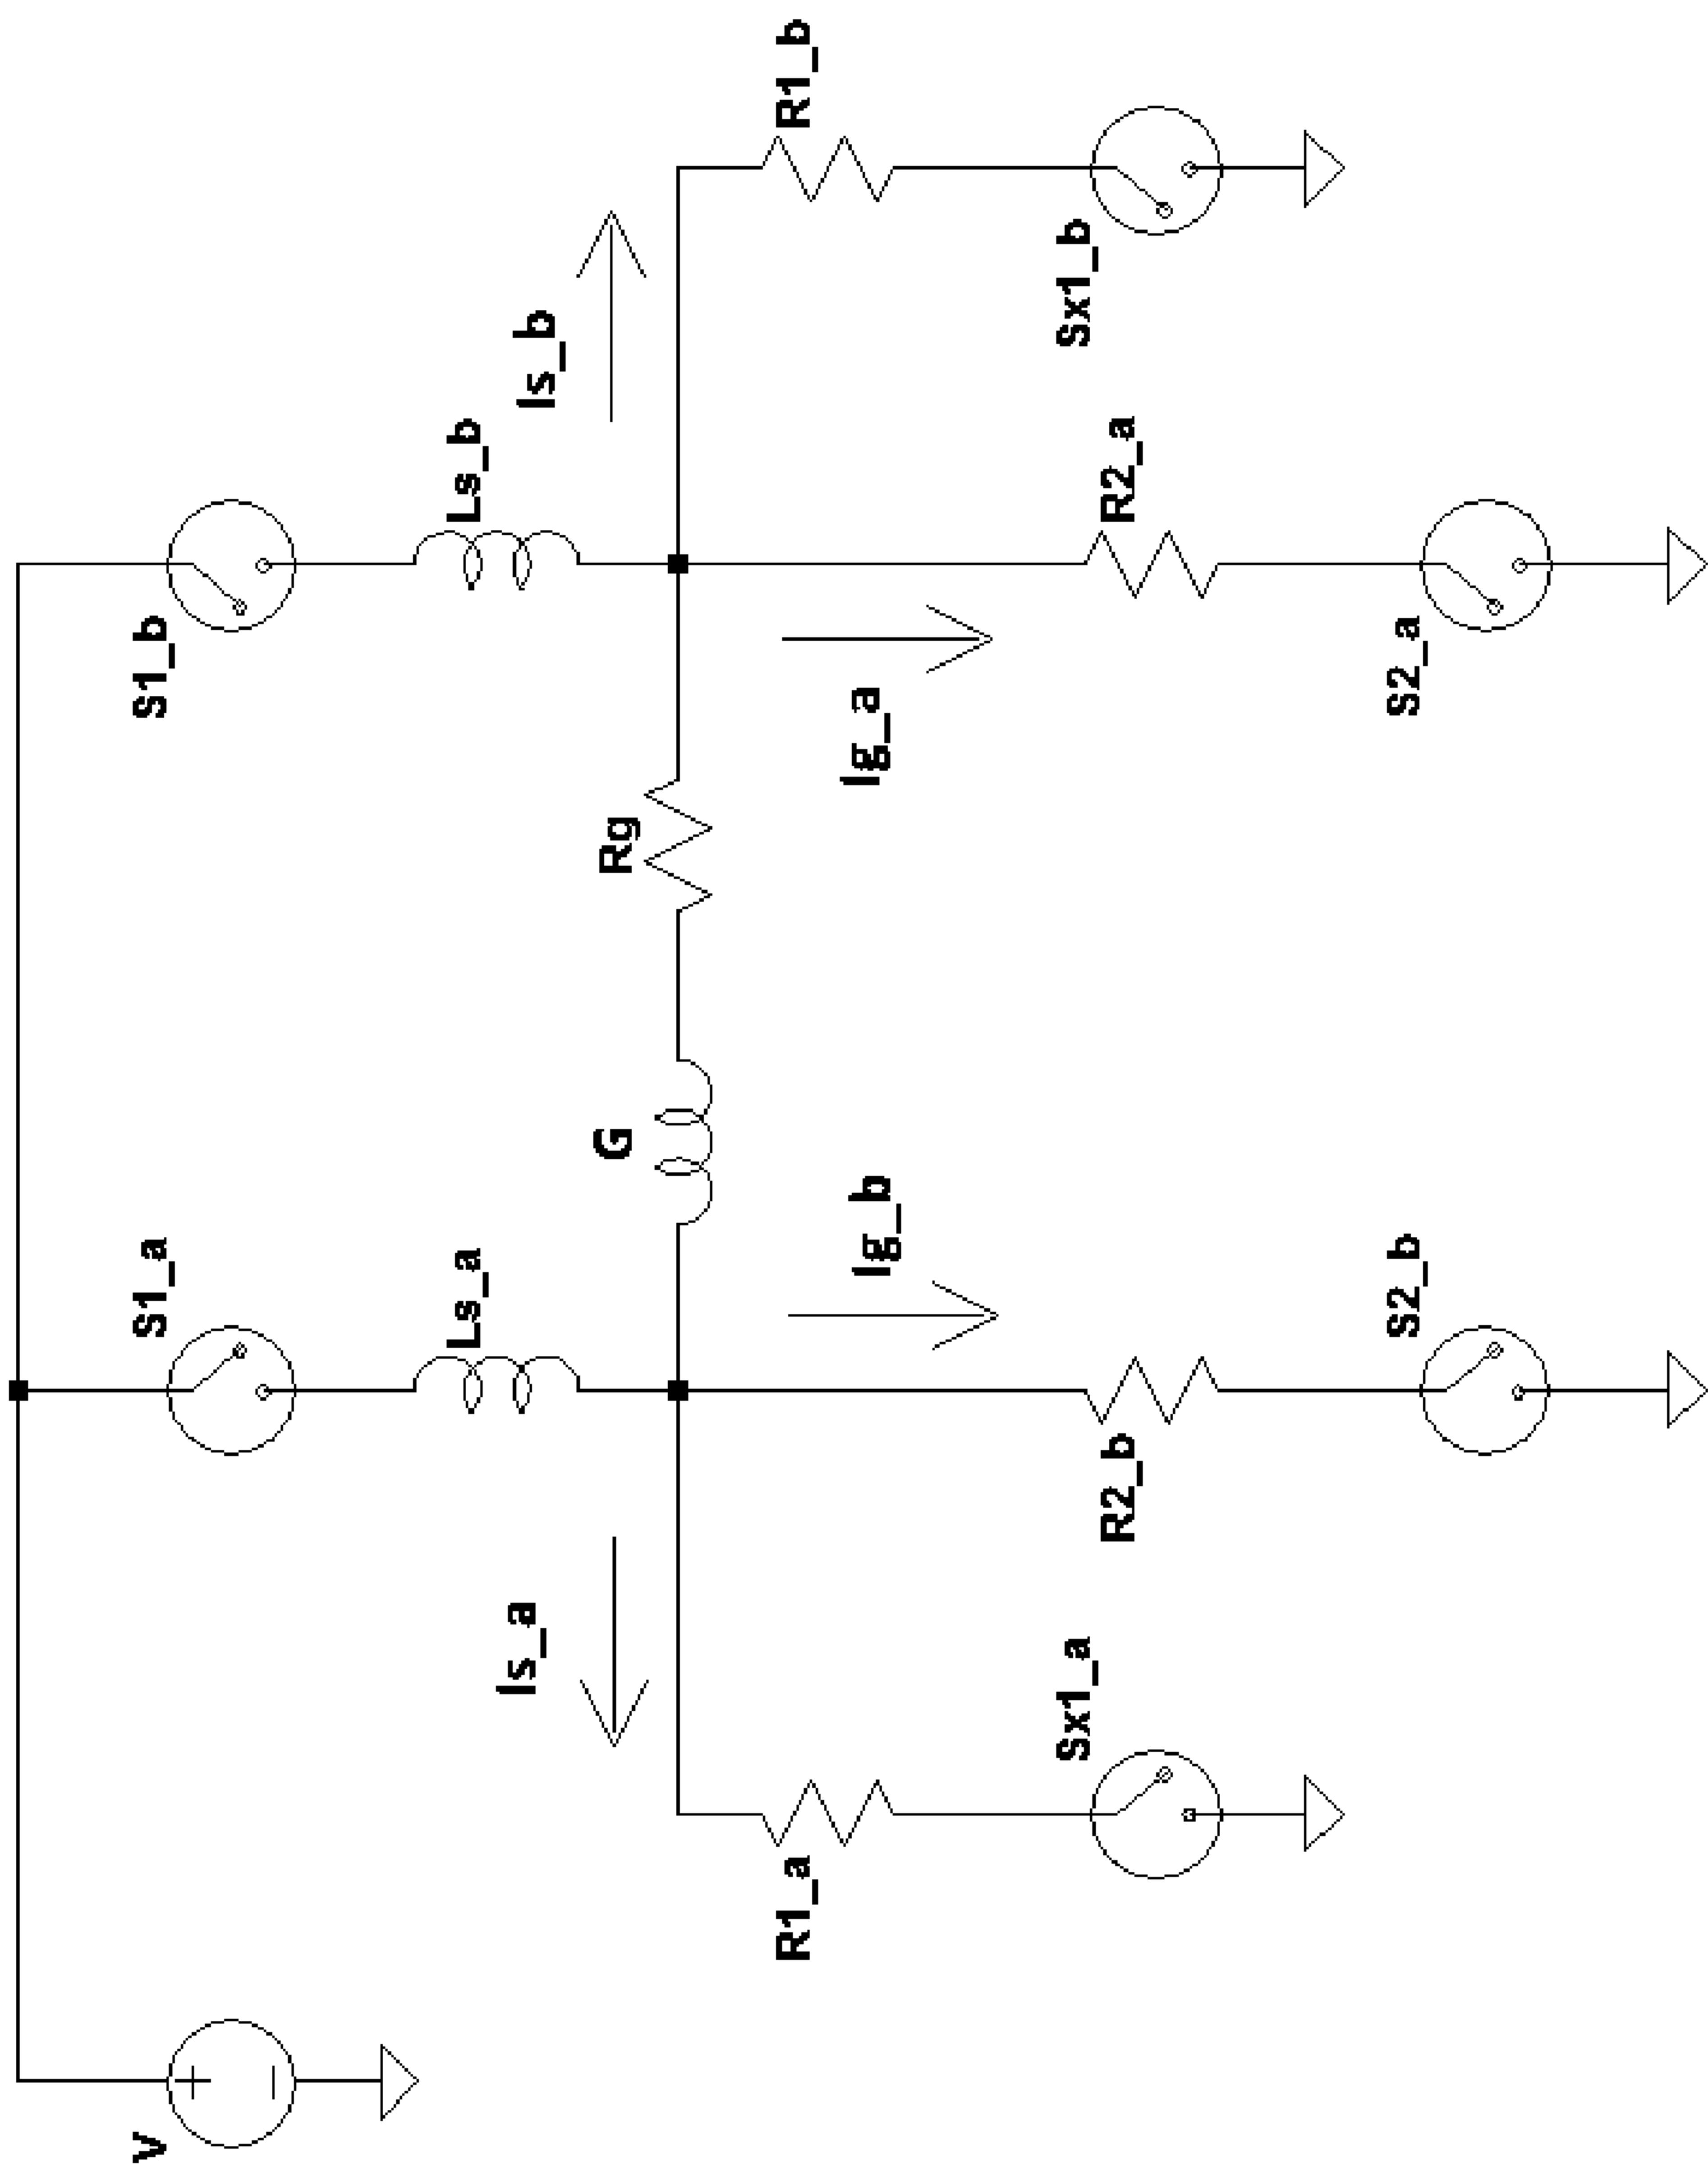 V
S1_a
S1_b
Ls_a
Ls_b
Is_a
Is_b
G
Rg
R1_a
R1_b
Ig_b
Ig_a
Sx1_a
Sx1_b
R2_b
R2_a
S2_b
S2_a
+
−